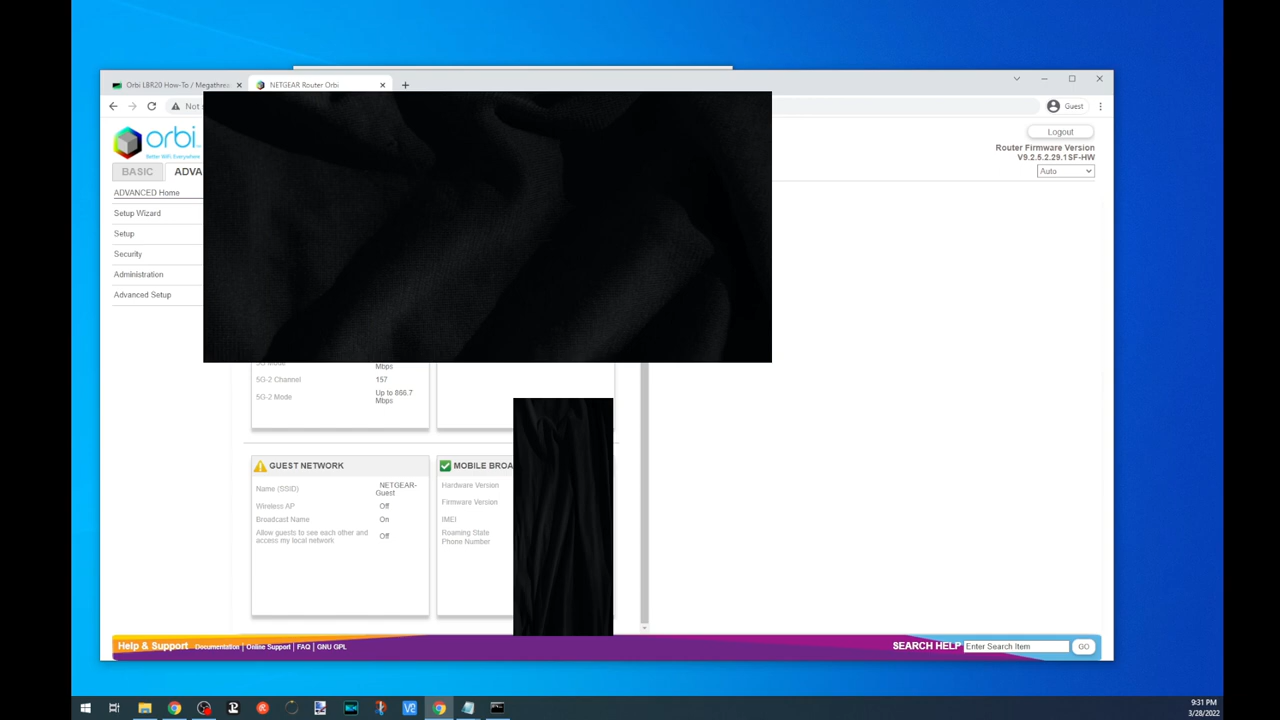 Orbi LBR20 How-To / Megathre
NETGEAR Router Orbi
Not
Guest
orbi
Better WiFi. Everywhere.
Logout
Router Firmware Version
V9.2.5.2.29.1SF-HW
Auto
BASIC
ADVA
ADVANCED Home
Setup Wizard
Setup
Security
Administration
Advanced Setup
Mbps
5G-2 Channel 157
5G-2 Mode Up to 866.7
Mbps
GUEST NETWORK
Name (SSID) NETGEAR-
Guest
Wireless AP Off
Broadcast Name On
Allow guests to see each other and
access my local network Off
MOBILE BROA
Hardware Version
Firmware Version
IMEI
Roaming State
Phone Number
Help & Support Documentation | Online Support | FAQ | GNU GPL
SEARCH HELP Enter Search Item GO
9:31 PM
3/28/2022